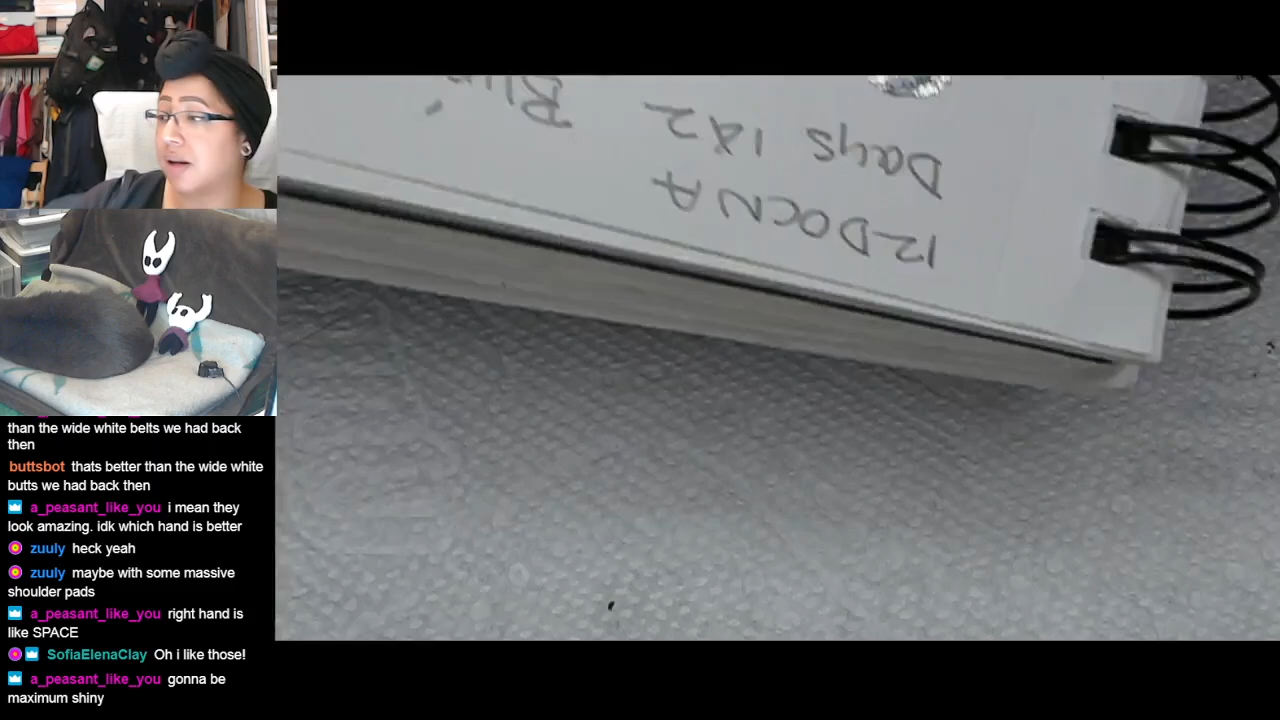 than the wide white belts we had back
then
buttsbot thats better than the wide white
butts we had back then
a_peasant_like_you i mean they
look amazing. idk which hand is better
zuuly heck yeah
zuuly maybe with some massive
shoulder pads
a_peasant_like_you right hand is
like SPACE
SofiaElenaClay Oh i like those!
a_peasant_like_you gonna be
maximum shiny
12-DOCNA
Days 1&2